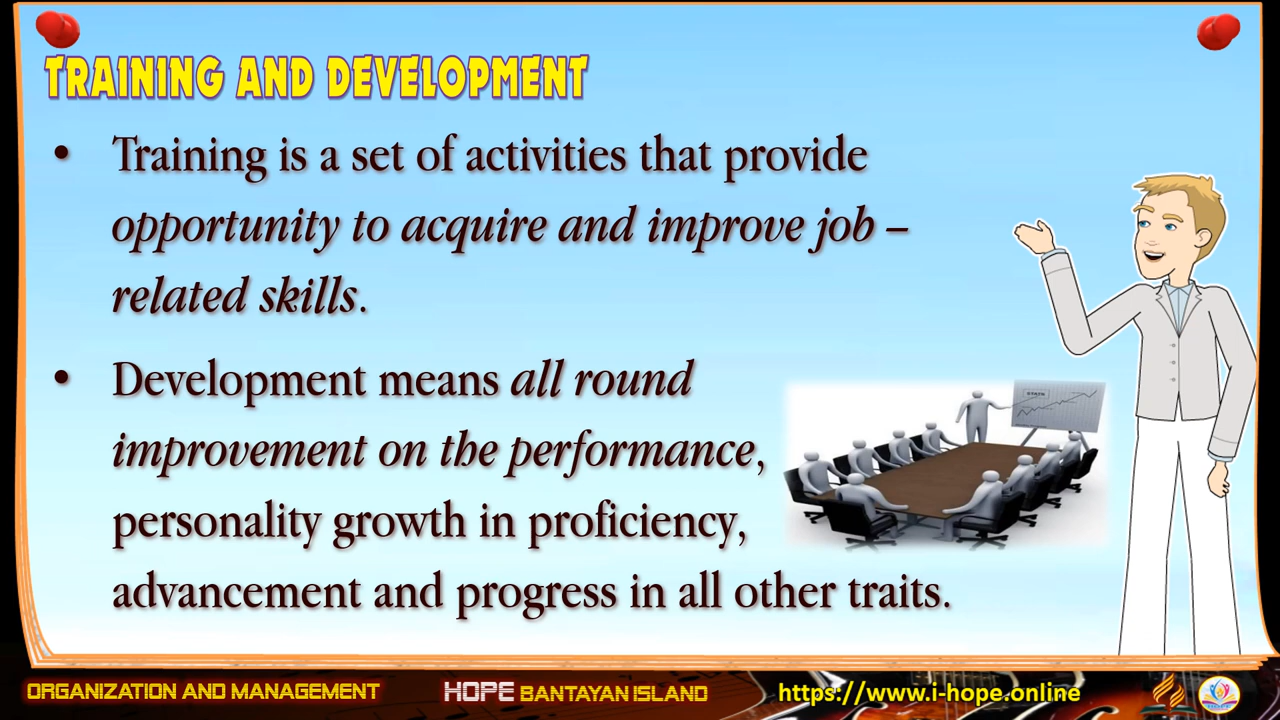 TRAINING AND DEVELOPMENT
• Training is a set of activities that provide
opportunity to acquire and improve job –
related skills.
• Development means all round
improvement on the performance,
personality growth in proficiency,
advancement and progress in all other traits.
ORGANIZATION AND MANAGEMENT HOPE BANTAYAN ISLAND https://www.i-hope.online